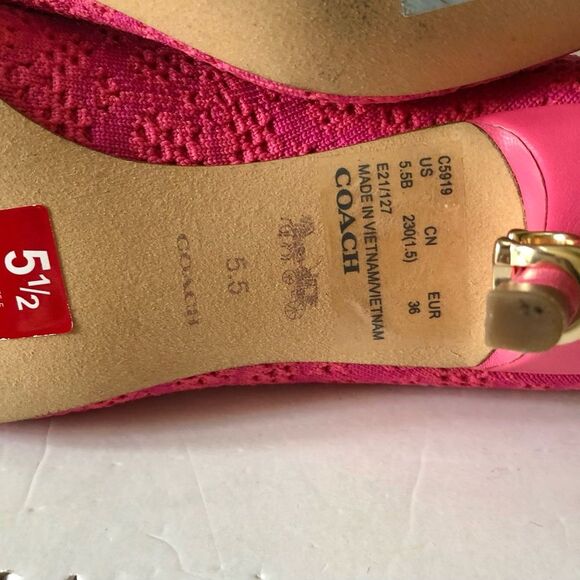 C5919 CN EUR
US 230(1.5) 36
5.5B
E21/127
MADE IN VIETNAM/VIETNAM
COACH
5.5
COACH
5½